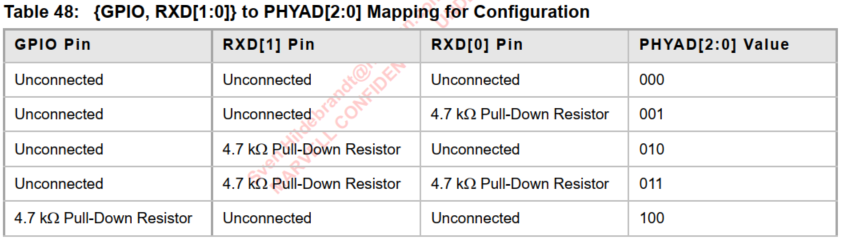 Table 48: {GPIO, RXD[1:0]} to PHYAD[2:0] Mapping for Configuration
GPIO Pin RXD[1] Pin RXD[0] Pin PHYAD[2:0] Value
Unconnected Unconnected Unconnected 000
Unconnected Unconnected 4.7 kΩ Pull-Down Resistor 001
Unconnected 4.7 kΩ Pull-Down Resistor Unconnected 010
Unconnected 4.7 kΩ Pull-Down Resistor 4.7 kΩ Pull-Down Resistor 011
4.7 kΩ Pull-Down Resistor Unconnected Unconnected 100
MARVELL CONFIDEN